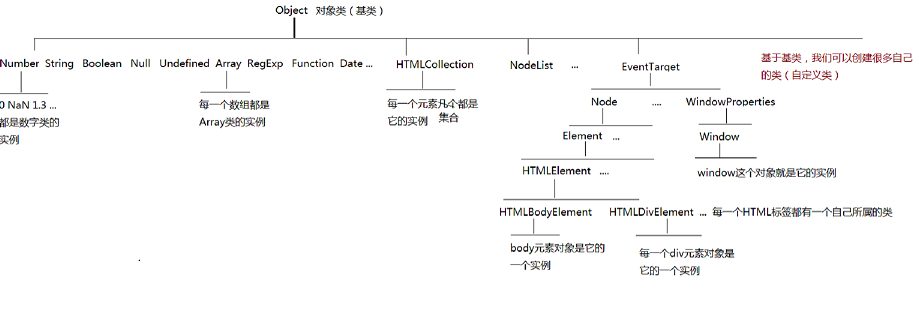 Object 对象类（基类）
Number String Boolean Null Undefined Array RegExp Function Date ... HTMLCollection NodeList ... EventTarget
基于基类，我们可以创建很多自己
的类（自定义类）
0 NaN 1.3 ...
都是数字类的
实例
每一个数组都是
Array类的实例
每一个元素集合都是
它的实例
Node .... WindowProperties
Element ... Window
HTMLElement ....
window这个对象就是它的实例
HTMLBodyElement HTMLDivElement ... 每一个HTML标签都有一个自己所属的类
body元素对象是它的
一个实例
每一个div元素对象是
它的一个实例